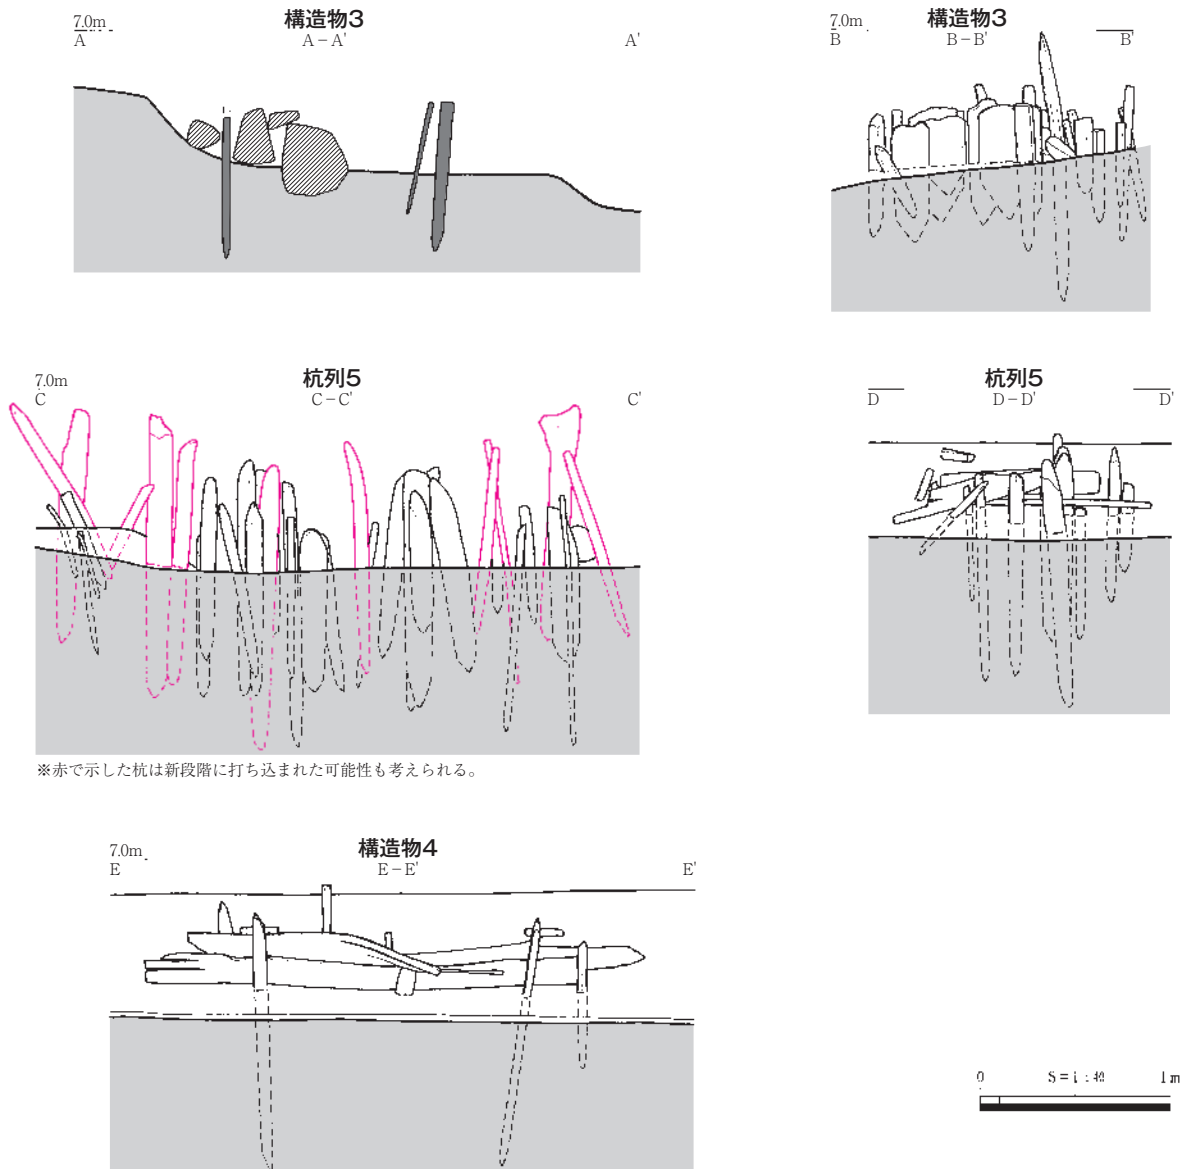 構造物3
7.0m
A
A−A'
A'
構造物3
7.0m
B
B−B'
B'
杭列5
7.0m
C
C−C'
C'
杭列5
D
D−D'
D'
※赤で示した杭は新段階に打ち込まれた可能性も考えられる。
構造物4
7.0m
E
E−E'
E'
0
S=1:40
1m